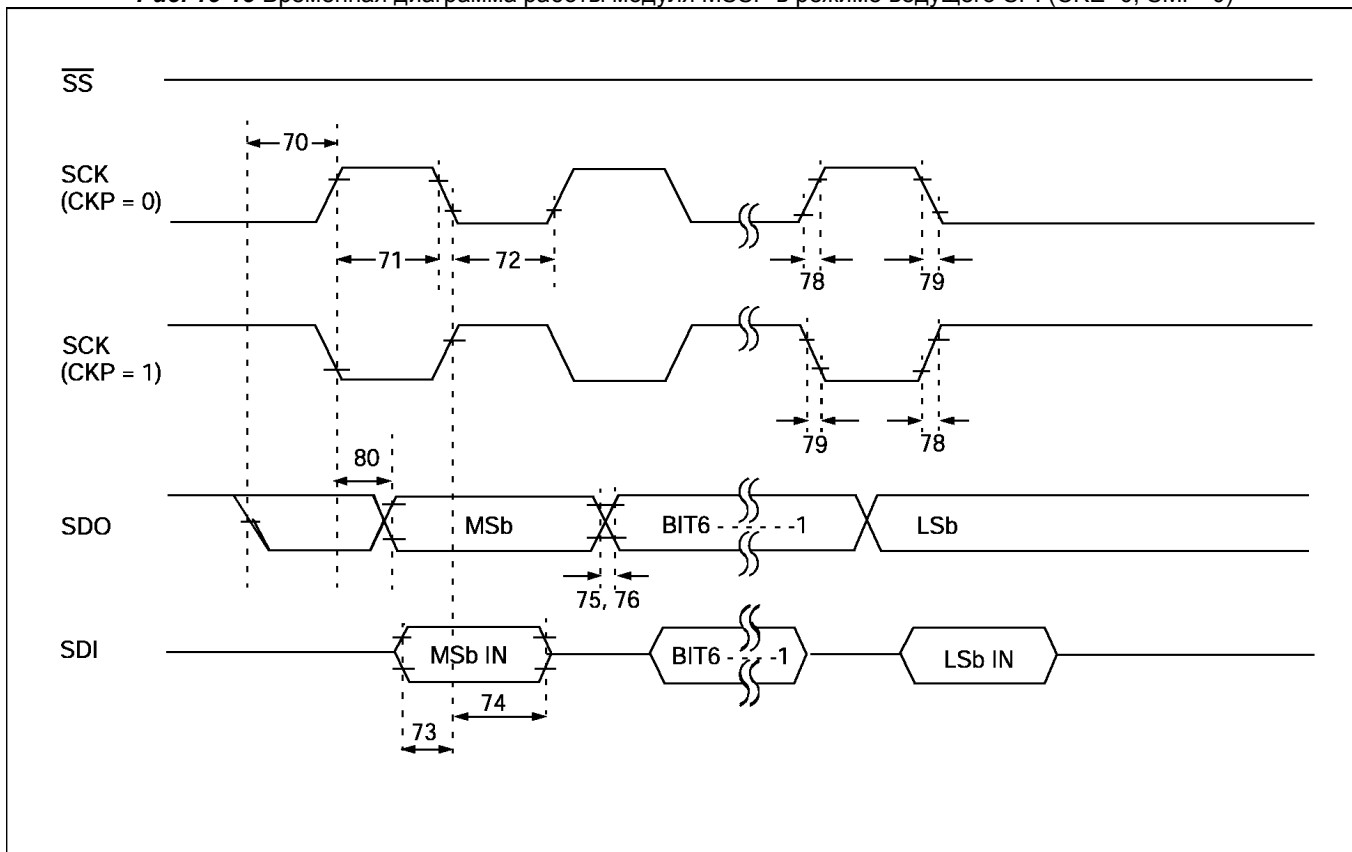 SS
70
SCK
(CKP = 0)
71
72
78
79
SCK
(CKP = 1)
79
78
80
SDO
MSb
BIT6 - - - - - -1
LSb
75, 76
SDI
MSb IN
BIT6 - - - - -1
LSb IN
74
73